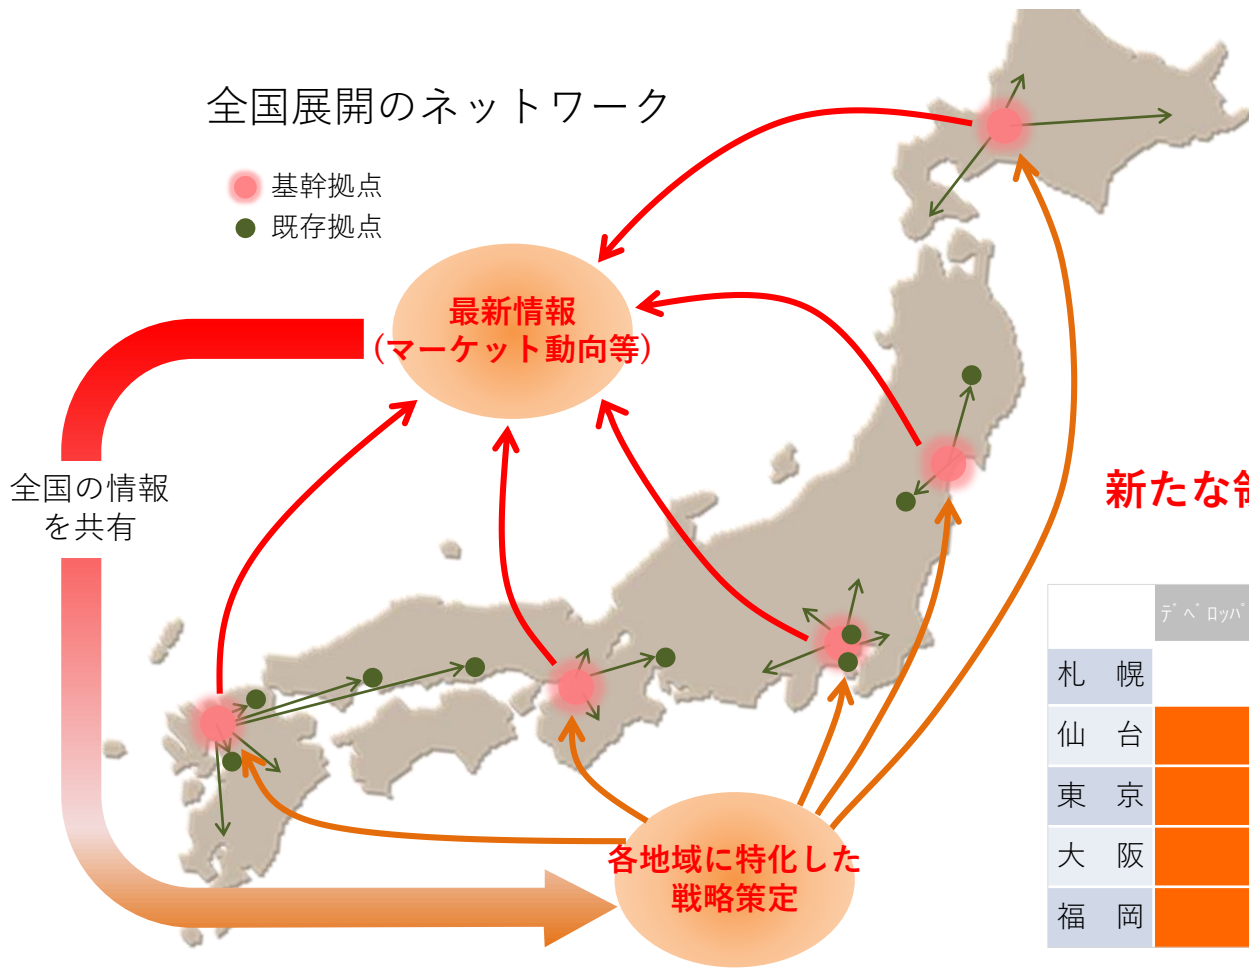 全国展開のネットワーク
基幹拠点
既存拠点
最新情報
(マーケット動向等)
全国の情報
を共有
新たな領
ﾃﾞﾍﾞﾛｯﾊﾟ
札　幌
仙　台
東　京
大　阪
福　岡
各地域に特化した
戦略策定